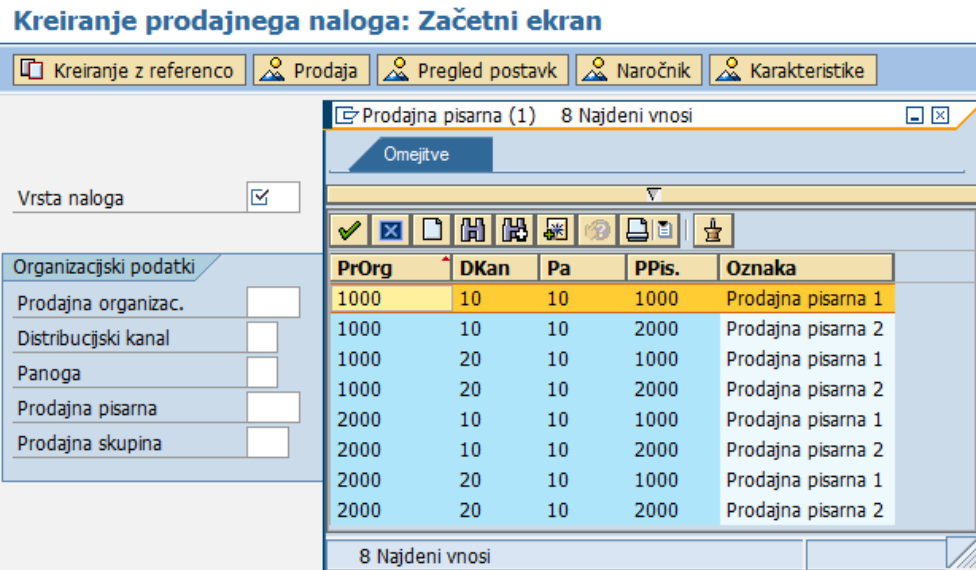 Kreiranje prodajnega naloga: Začetni ekran
Kreiranje z referenco Prodaja Pregled postavk Naročnik Karakteristike
Vrsta naloga
Organizacijski podatki
Prodajna organizac.
Distribucijski kanal
Panoga
Prodajna pisarna
Prodajna skupina
Prodajna pisarna (1) 8 Najdeni vnosi
Omejitve
PrOrg DKan Pa PPis. Oznaka
1000 10 10 1000 Prodajna pisarna 1
1000 10 10 2000 Prodajna pisarna 2
1000 20 10 1000 Prodajna pisarna 1
1000 20 10 2000 Prodajna pisarna 2
2000 10 10 1000 Prodajna pisarna 1
2000 10 10 2000 Prodajna pisarna 2
2000 20 10 1000 Prodajna pisarna 1
2000 20 10 2000 Prodajna pisarna 2
8 Najdeni vnosi